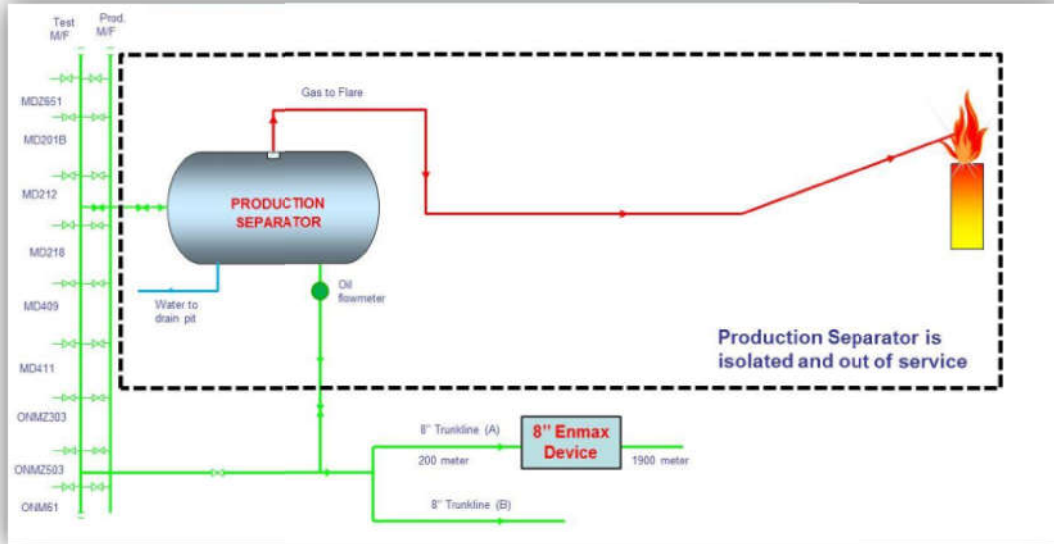 Test
M/F
Prod.
M/F
MDZ651
MD201B
MD212
MD218
MD409
MD411
ONMZ303
ONMZ503
ONM61
Gas to Flare
PRODUCTION
SEPARATOR
Water to
drain pit
Oil
flowmeter
Production Separator is
isolated and out of service
8" Trunkline (A)
200 meter
8" Enmax
Device
1900 meter
8" Trunkline (B)